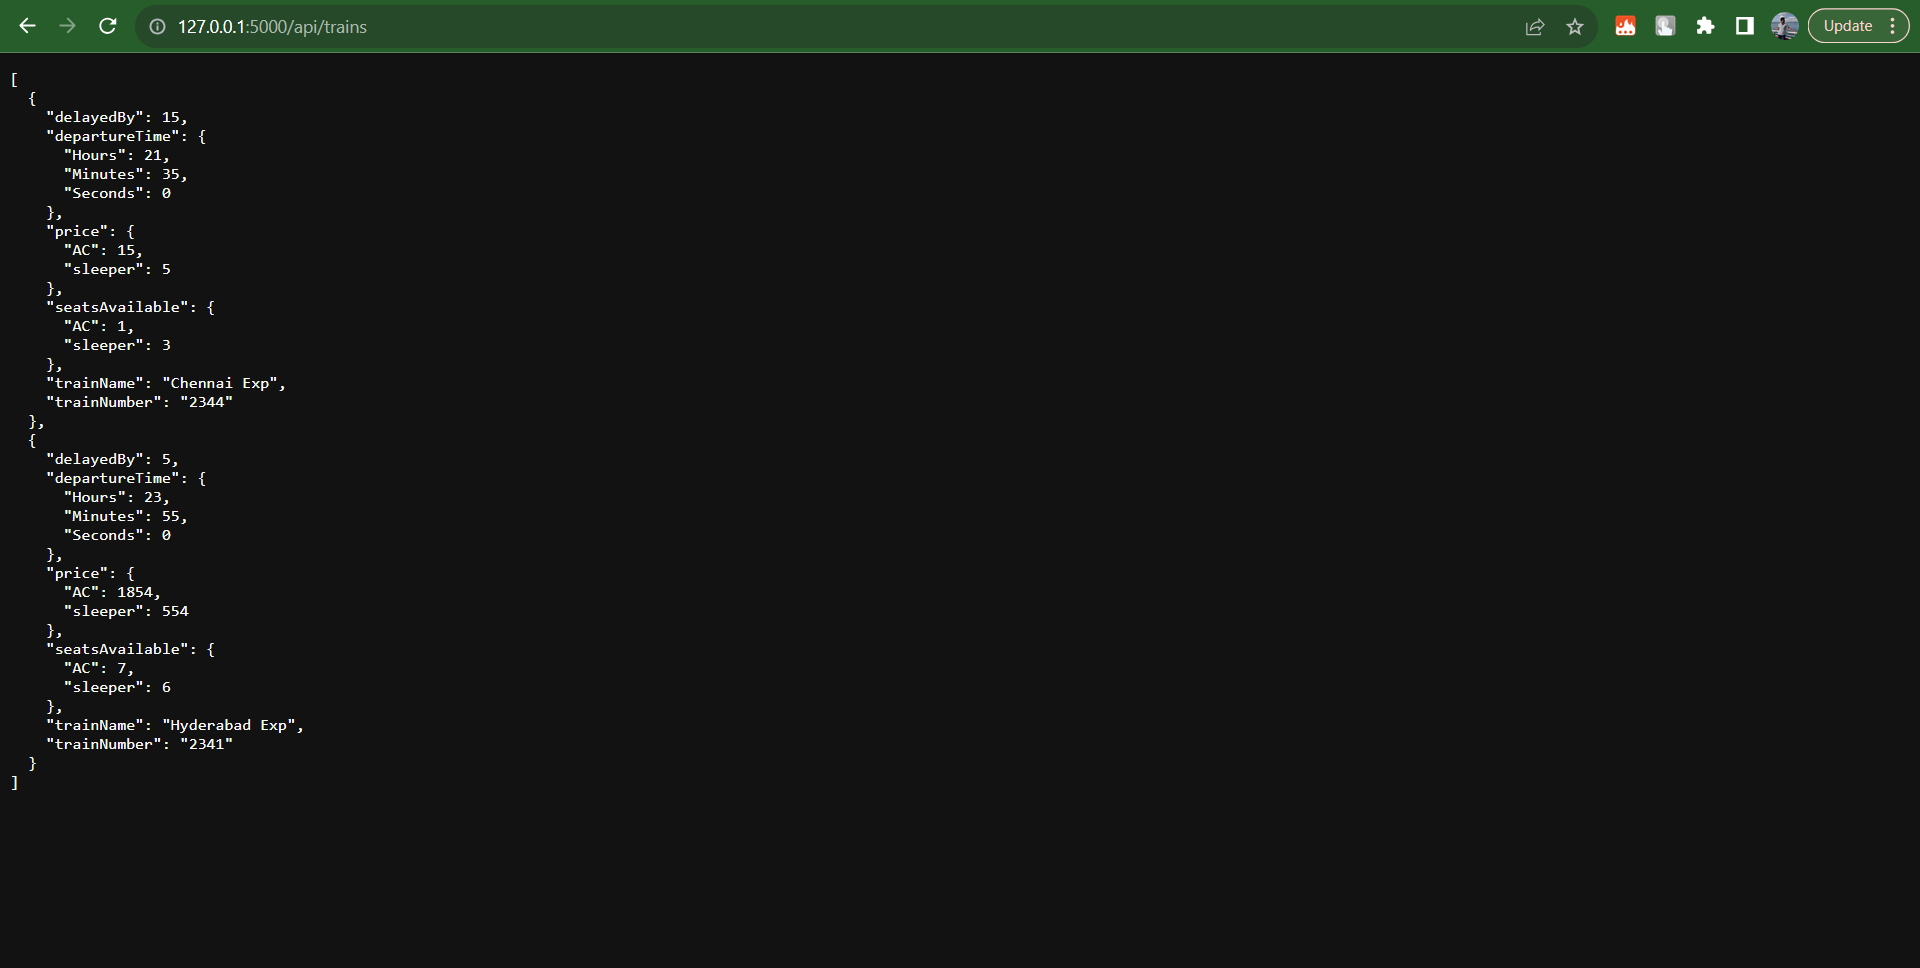 127.0.0.1:5000/api/trains
Update
[
  {
    "delayedBy": 15,
    "departureTime": {
      "Hours": 21,
      "Minutes": 35,
      "Seconds": 0
    },
    "price": {
      "AC": 15,
      "sleeper": 5
    },
    "seatsAvailable": {
      "AC": 1,
      "sleeper": 3
    },
    "trainName": "Chennai Exp",
    "trainNumber": "2344"
  },
  {
    "delayedBy": 5,
    "departureTime": {
      "Hours": 23,
      "Minutes": 55,
      "Seconds": 0
    },
    "price": {
      "AC": 1854,
      "sleeper": 554
    },
    "seatsAvailable": {
      "AC": 7,
      "sleeper": 6
    },
    "trainName": "Hyderabad Exp",
    "trainNumber": "2341"
  }
]